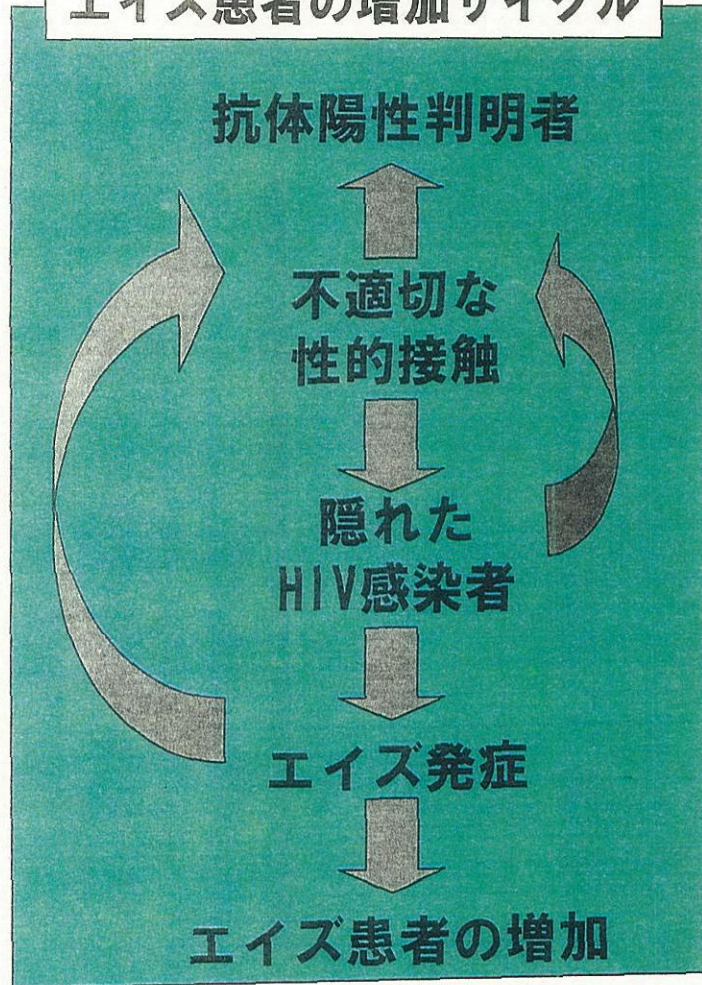 エイズ患者の増加サイクル
抗体陽性判明者
不適切な
性的接触
隠れた
HIV感染者
エイズ発症
エイズ患者の増加